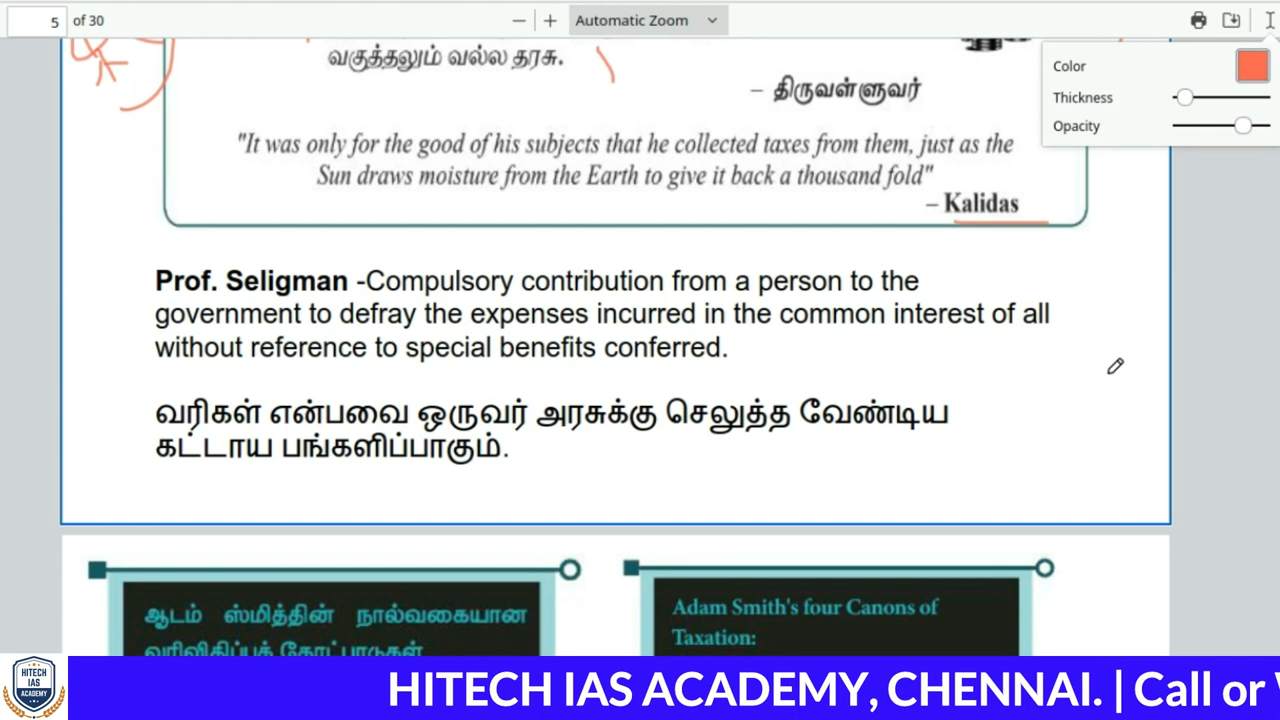 5 of 30
Automatic Zoom
Color
Thickness
Opacity
வகுத்தலும் வல்ல தரசு.
– திருவள்ளுவர்
"It was only for the good of his subjects that he collected taxes from them, just as the
Sun draws moisture from the Earth to give it back a thousand fold"
– Kalidas
Prof. Seligman -Compulsory contribution from a person to the
government to defray the expenses incurred in the common interest of all
without reference to special benefits conferred.
வரிகள் என்பவை ஒருவர் அரசுக்கு செலுத்த வேண்டிய
கட்டாய பங்களிப்பாகும்.
ஆடம் ஸ்மித்தின் நால்வகையான
வரிவிதிப்புக் கோட்பாடுகள்
Adam Smith's four Canons of
Taxation:
HITECH
IAS
ACADEMY
HITECH IAS ACADEMY, CHENNAI. | Call or